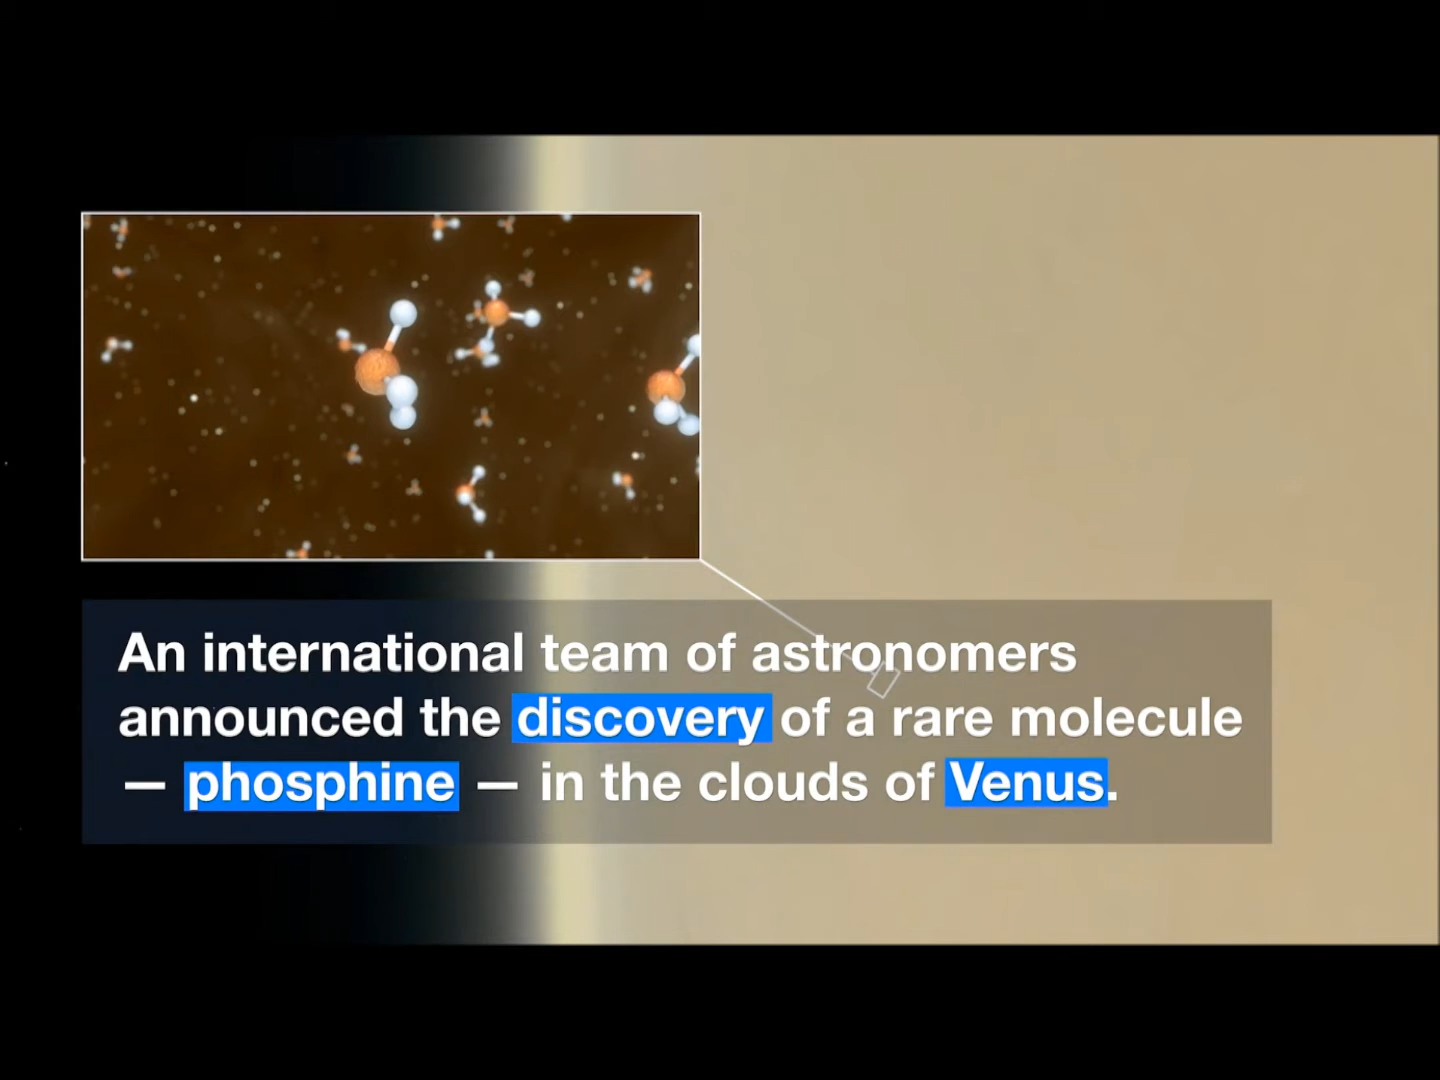 An international team of astronomers
announced the discovery of a rare molecule
— phosphine — in the clouds of Venus.